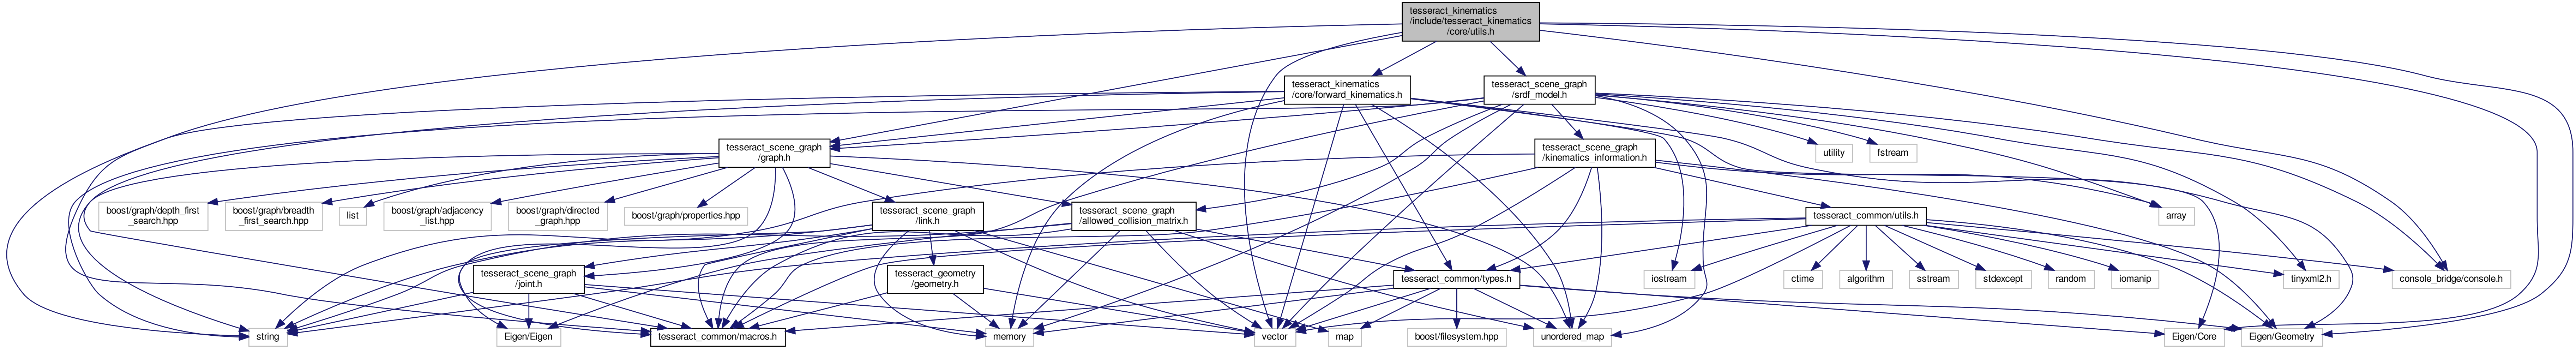 tesseract_kinematics
/include/tesseract_kinematics
/core/utils.h
tesseract_kinematics
/core/forward_kinematics.h
tesseract_scene_graph
/srdf_model.h
tesseract_scene_graph
/graph.h
tesseract_scene_graph
/kinematics_information.h
utility
fstream
boost/graph/depth_first
_search.hpp
boost/graph/breadth
_first_search.hpp
list
boost/graph/adjacency
_list.hpp
boost/graph/directed
_graph.hpp
boost/graph/properties.hpp
tesseract_scene_graph
/link.h
tesseract_scene_graph
/allowed_collision_matrix.h
tesseract_common/utils.h
array
tesseract_scene_graph
/joint.h
tesseract_geometry
/geometry.h
tesseract_common/types.h
iostream
ctime
algorithm
sstream
stdexcept
random
iomanip
tinyxml2.h
console_bridge/console.h
string
Eigen/Eigen
tesseract_common/macros.h
memory
vector
map
boost/filesystem.hpp
unordered_map
Eigen/Core
Eigen/Geometry